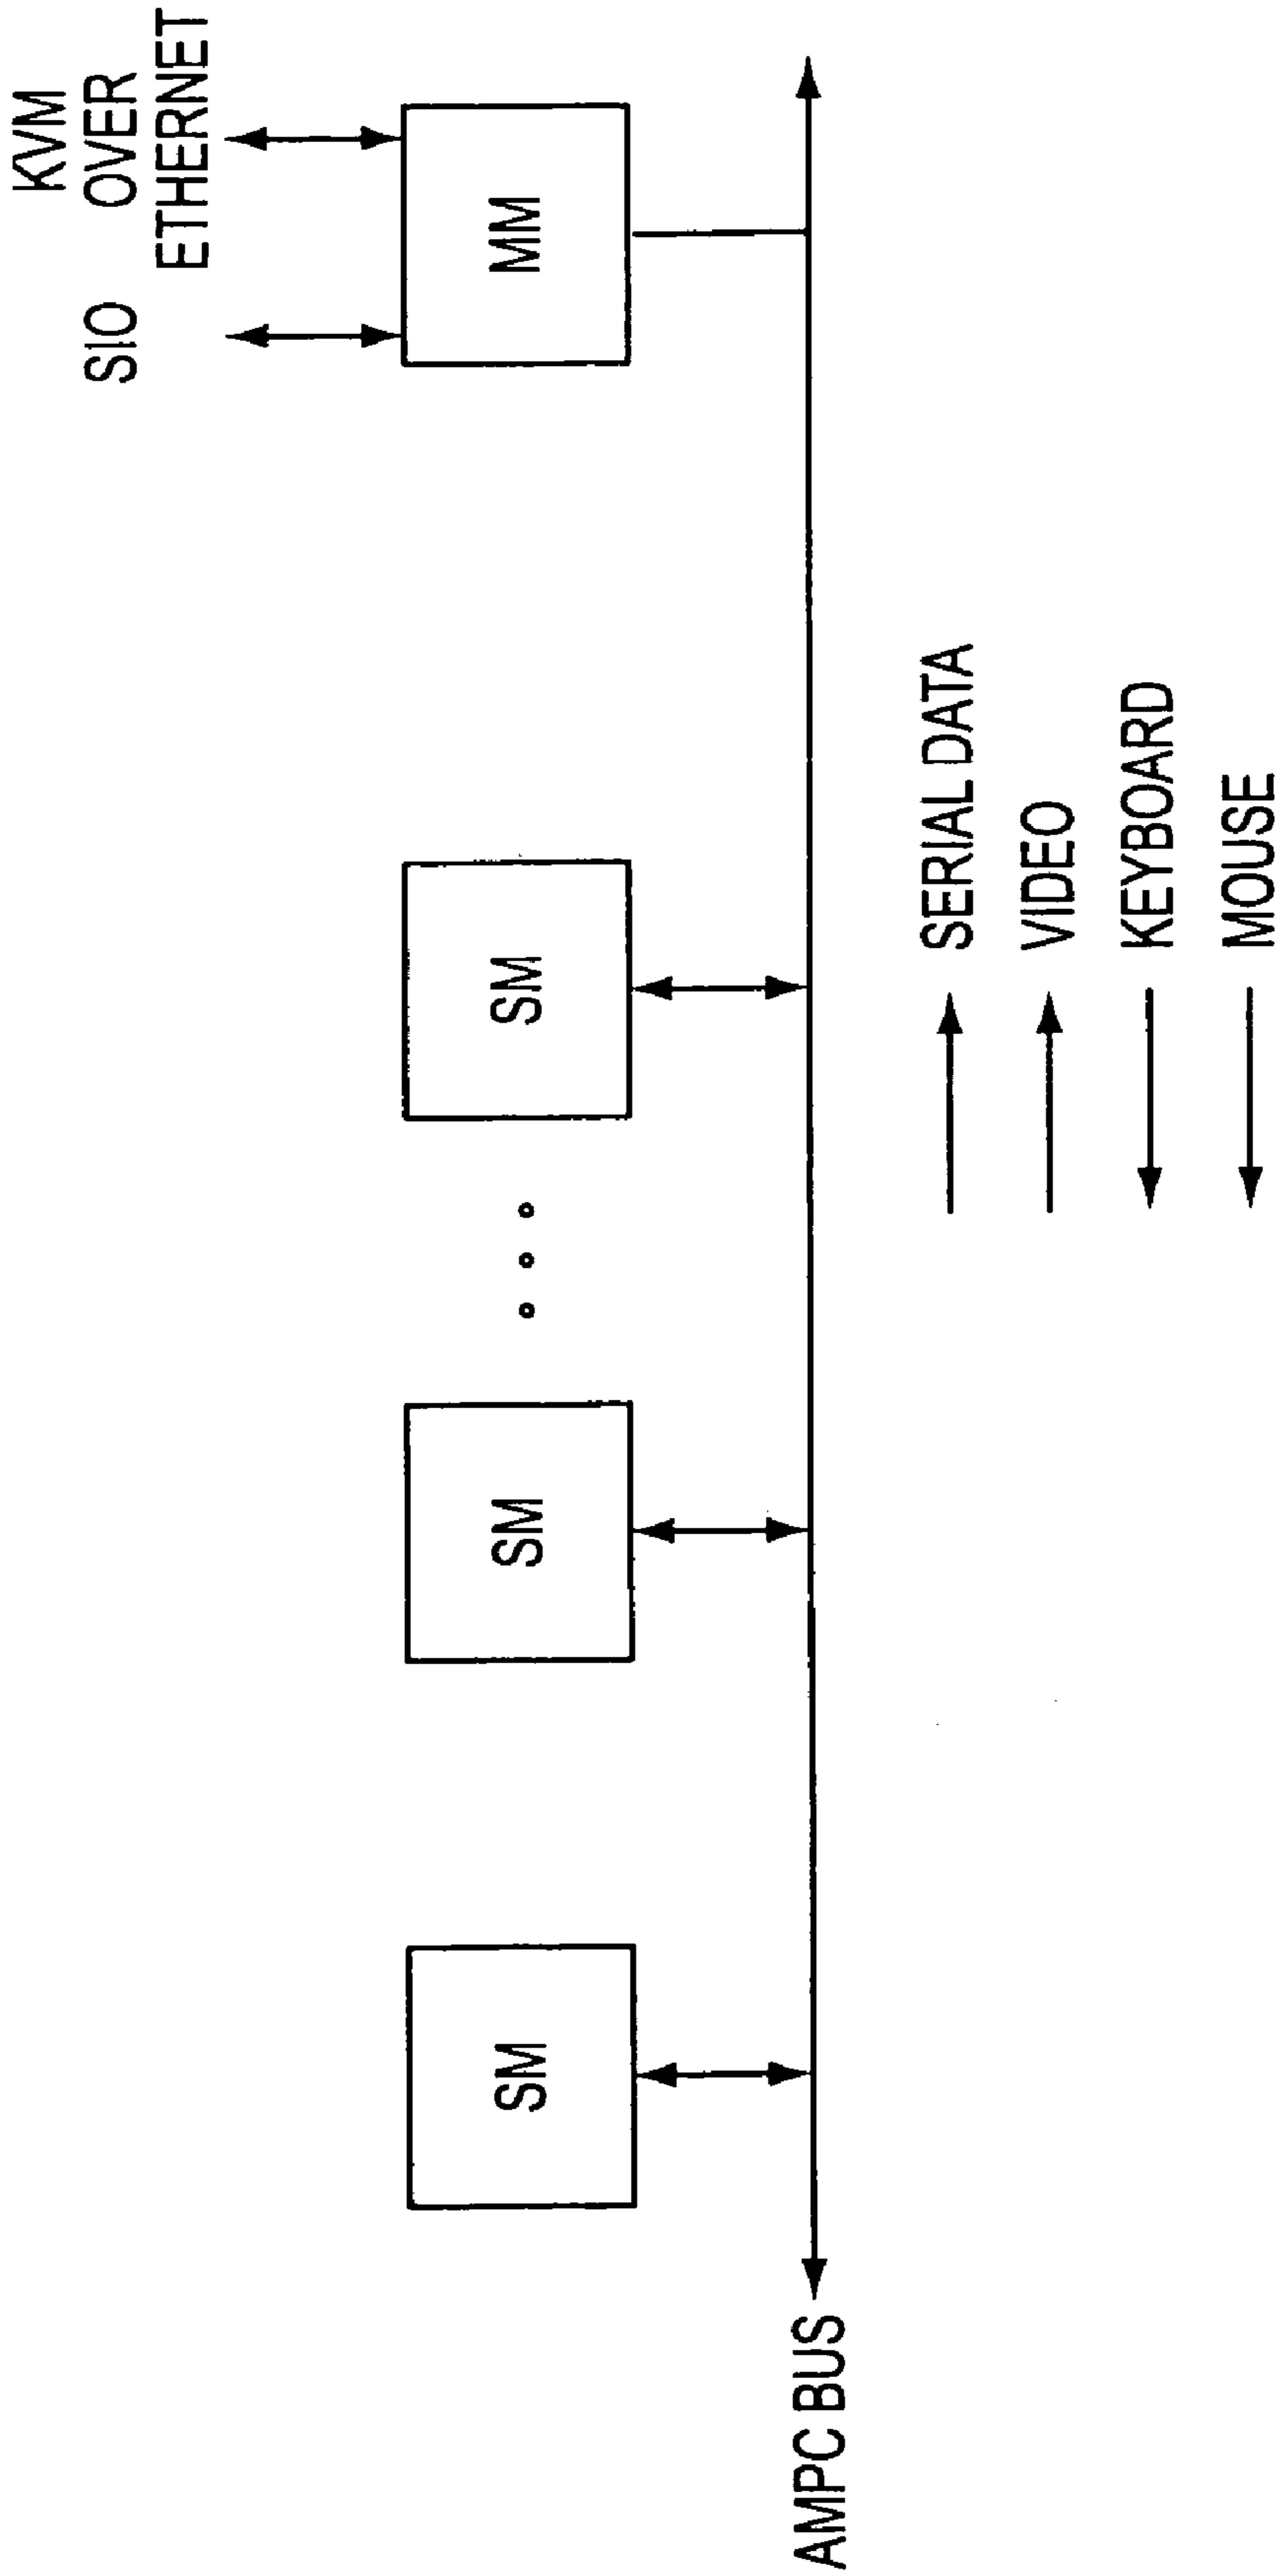 KVM
OVER
ETHERNET
SIO
SM
SM
SM
MM
AMPC BUS
SERIAL DATA
VIDEO
KEYBOARD
MOUSE